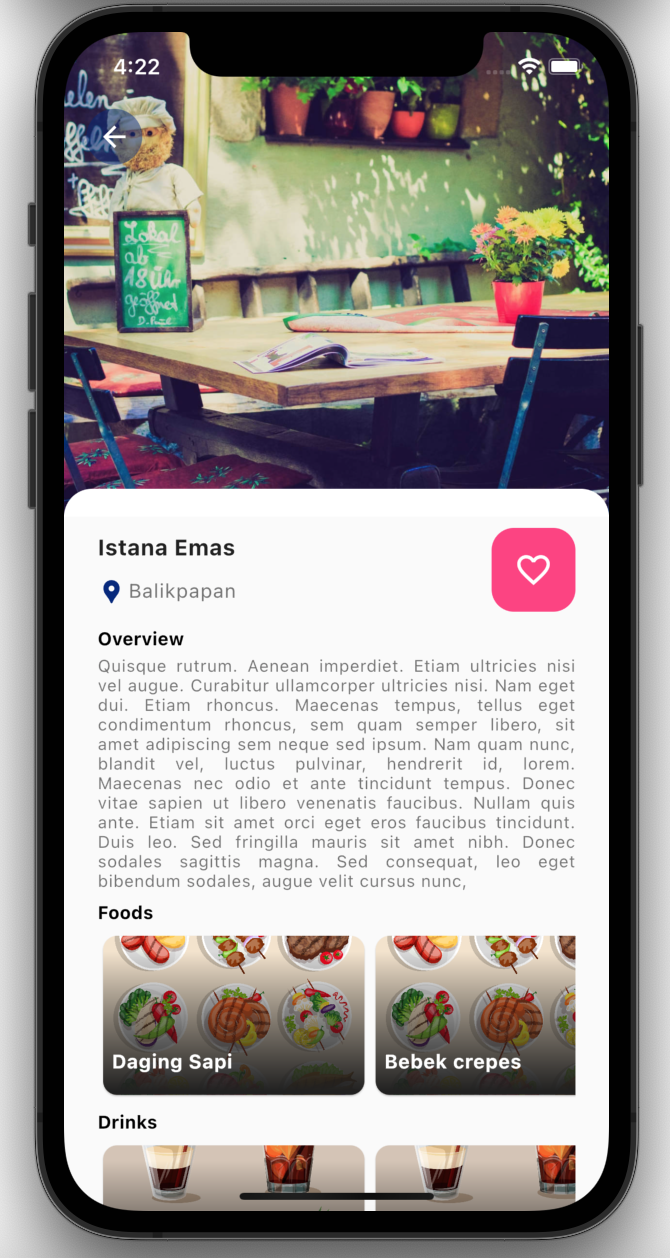 4:22
elen
Lokal
ab
18 Uhr
geöffnet
Istana Emas
Balikpapan
Overview
Quisque rutrum. Aenean imperdiet. Etiam ultricies nisi
vel augue. Curabitur ullamcorper ultricies nisi. Nam eget
dui. Etiam rhoncus. Maecenas tempus, tellus eget
condimentum rhoncus, sem quam semper libero, sit
amet adipiscing sem neque sed ipsum. Nam quam nunc,
blandit vel, luctus pulvinar, hendrerit id, lorem.
Maecenas nec odio et ante tincidunt tempus. Donec
vitae sapien ut libero venenatis faucibus. Nullam quis
ante. Etiam sit amet orci eget eros faucibus tincidunt.
Duis leo. Sed fringilla mauris sit amet nibh. Donec
sodales sagittis magna. Sed consequat, leo eget
bibendum sodales, augue velit cursus nunc,
Foods
Daging Sapi
Bebek crepes
Drinks